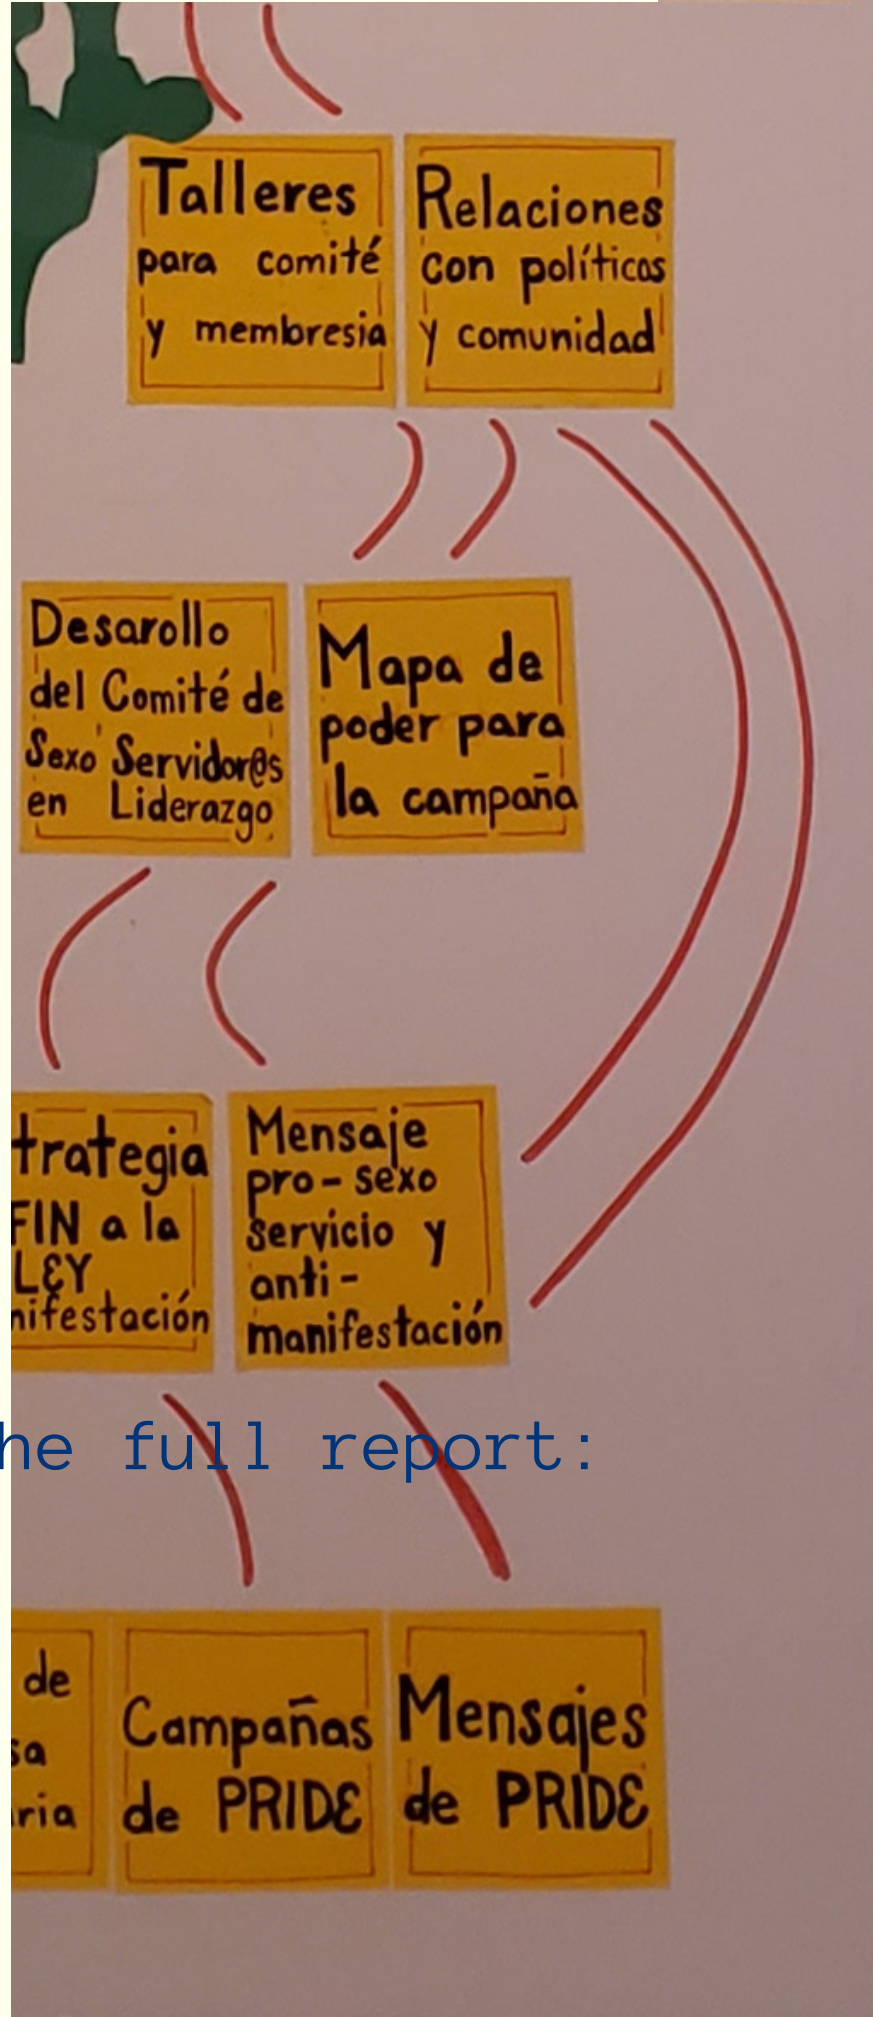 Talleres
para comité
y membresia
Relaciones
con políticos
y comunidad
Desarollo
del Comité de
Sexo Servidor@s
en Liderazgo
Mapa de
poder para
la campaña
trategia
FIN a la
LEY
nifestación
Mensaje
pro-sexo
servicio y
anti-
manifestación
he full report:
de
sa
ria
Campañas
de PRIDE
Mensajes
de PRIDE